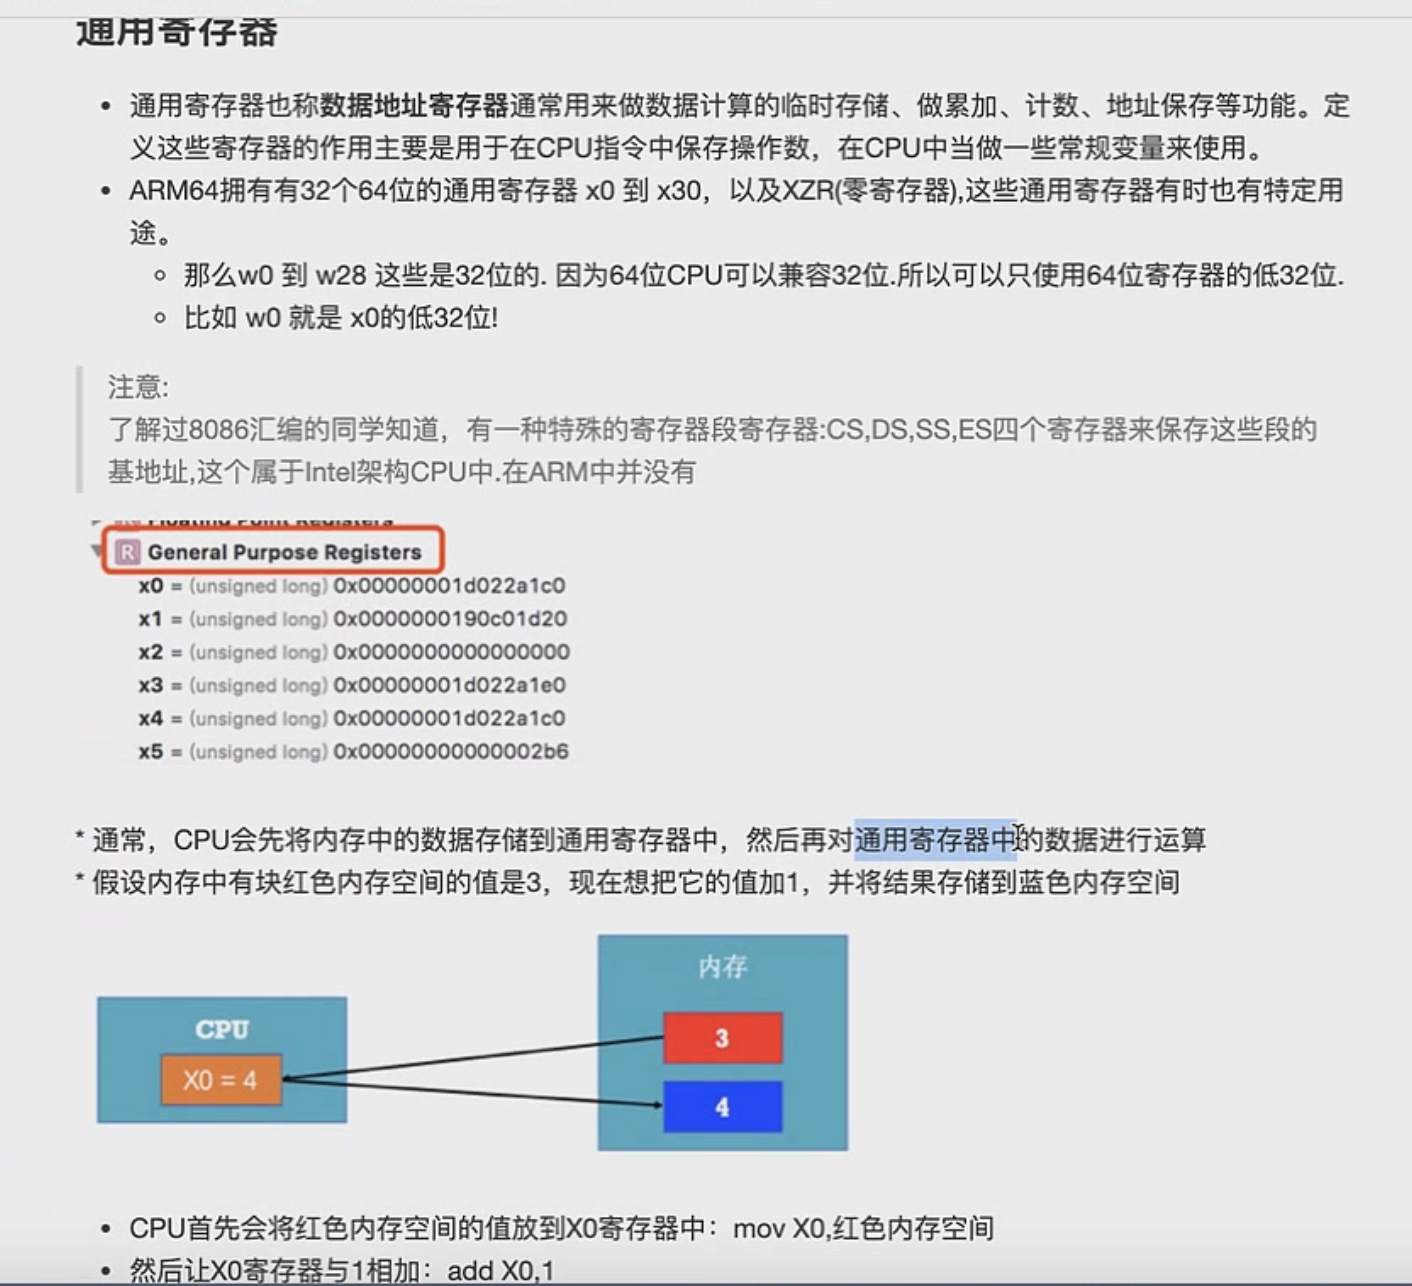 通用寄存器
• 通用寄存器也称数据地址寄存器通常用来做数据计算的临时存储、做累加、计数、地址保存等功能。定
义这些寄存器的作用主要是用于在CPU指令中保存操作数，在CPU中当做一些常规变量来使用。
• ARM64拥有有32个64位的通用寄存器 x0 到 x30，以及XZR(零寄存器),这些通用寄存器有时也有特定用
途。
◦ 那么w0 到 w28 这些是32位的. 因为64位CPU可以兼容32位.所以可以只使用64位寄存器的低32位.
◦ 比如 w0 就是 x0的低32位!
注意:
了解过8086汇编的同学知道，有一种特殊的寄存器段寄存器:CS,DS,SS,ES四个寄存器来保存这些段的
基地址,这个属于Intel架构CPU中.在ARM中并没有
Floating Point Registers
R General Purpose Registers
x0 = (unsigned long) 0x00000001d022a1c0
x1 = (unsigned long) 0x0000000190c01d20
x2 = (unsigned long) 0x0000000000000000
x3 = (unsigned long) 0x00000001d022a1e0
x4 = (unsigned long) 0x00000001d022a1c0
x5 = (unsigned long) 0x00000000000002b6
* 通常，CPU会先将内存中的数据存储到通用寄存器中，然后再对通用寄存器中的数据进行运算
* 假设内存中有块红色内存空间的值是3，现在想把它的值加1，并将结果存储到蓝色内存空间
内存
CPU
3
X0 = 4
4
• CPU首先会将红色内存空间的值放到X0寄存器中：mov X0,红色内存空间
• 然后让X0寄存器与1相加：add X0,1